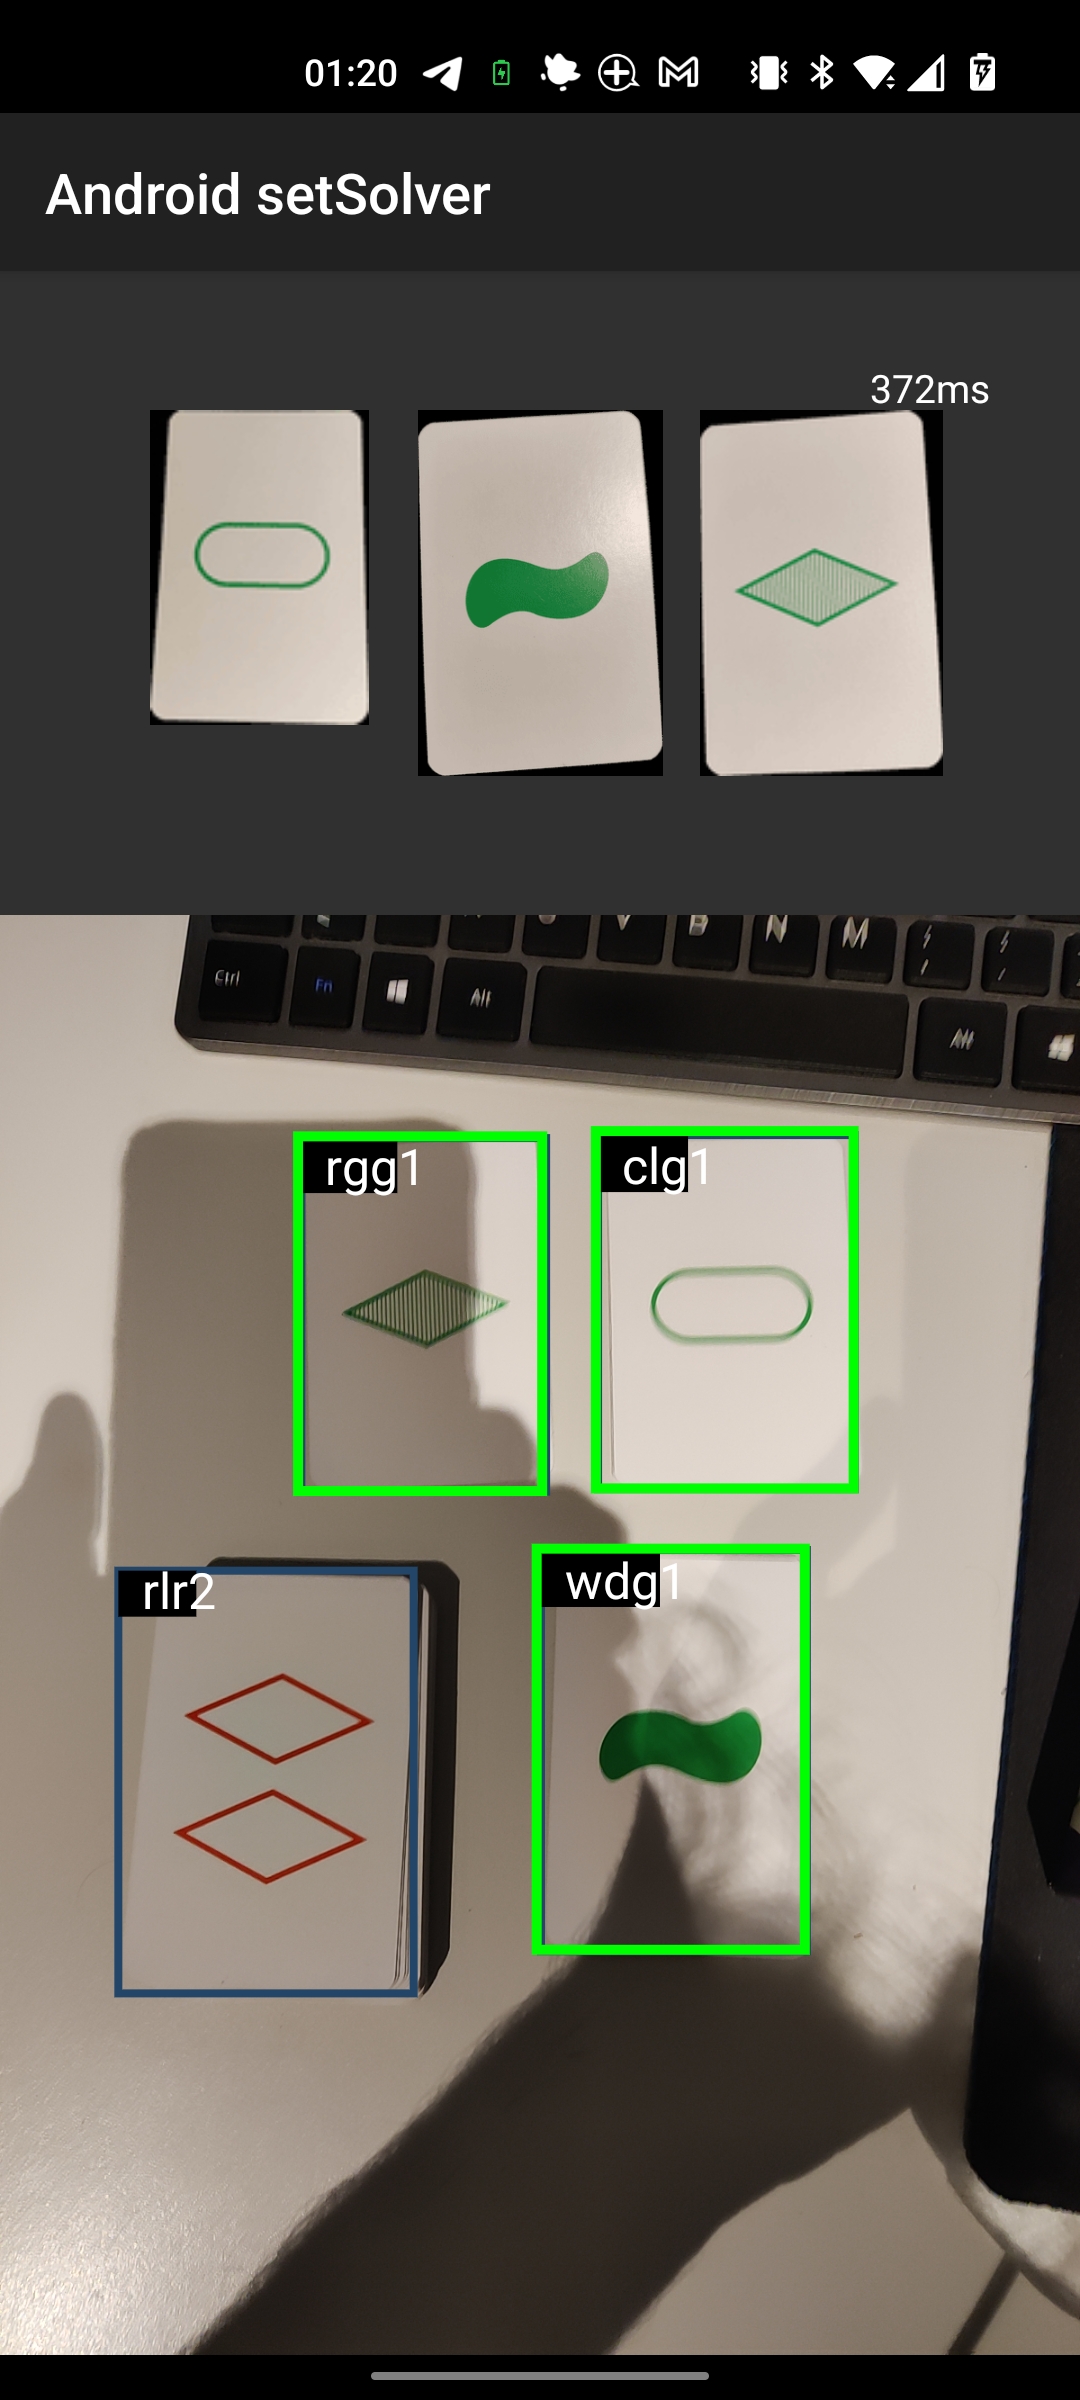 01:20
Android setSolver
372ms
B N M
Ctrl Fn Alt
rgg1 clg1
rlr2 wdg1